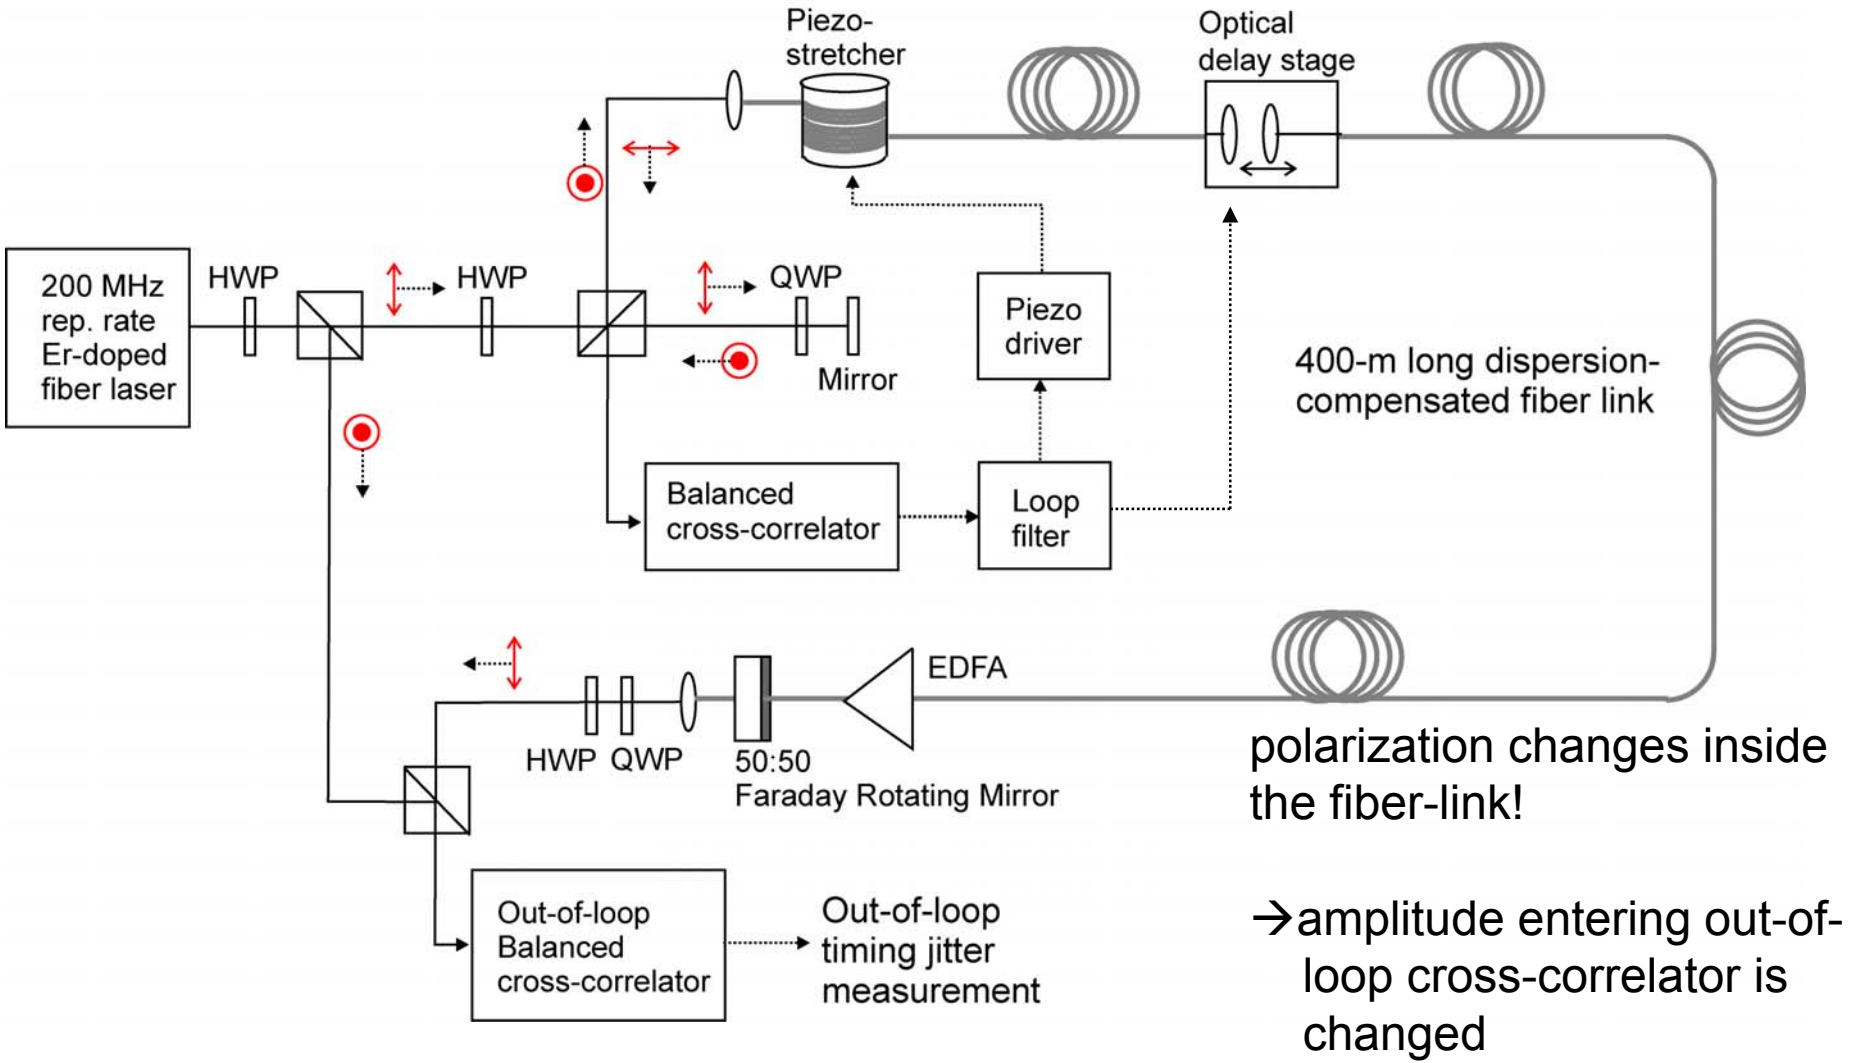 Piezo-
stretcher
Optical
delay stage
200 MHz
rep. rate
Er-doped
fiber laser
HWP
HWP
QWP
Mirror
Piezo
driver
400-m long dispersion-
compensated fiber link
Balanced
cross-correlator
Loop
filter
EDFA
HWP QWP
50:50
Faraday Rotating Mirror
polarization changes inside
the fiber-link!
Out-of-loop
Balanced
cross-correlator
Out-of-loop
timing jitter
measurement
→amplitude entering out-of-
loop cross-correlator is
changed